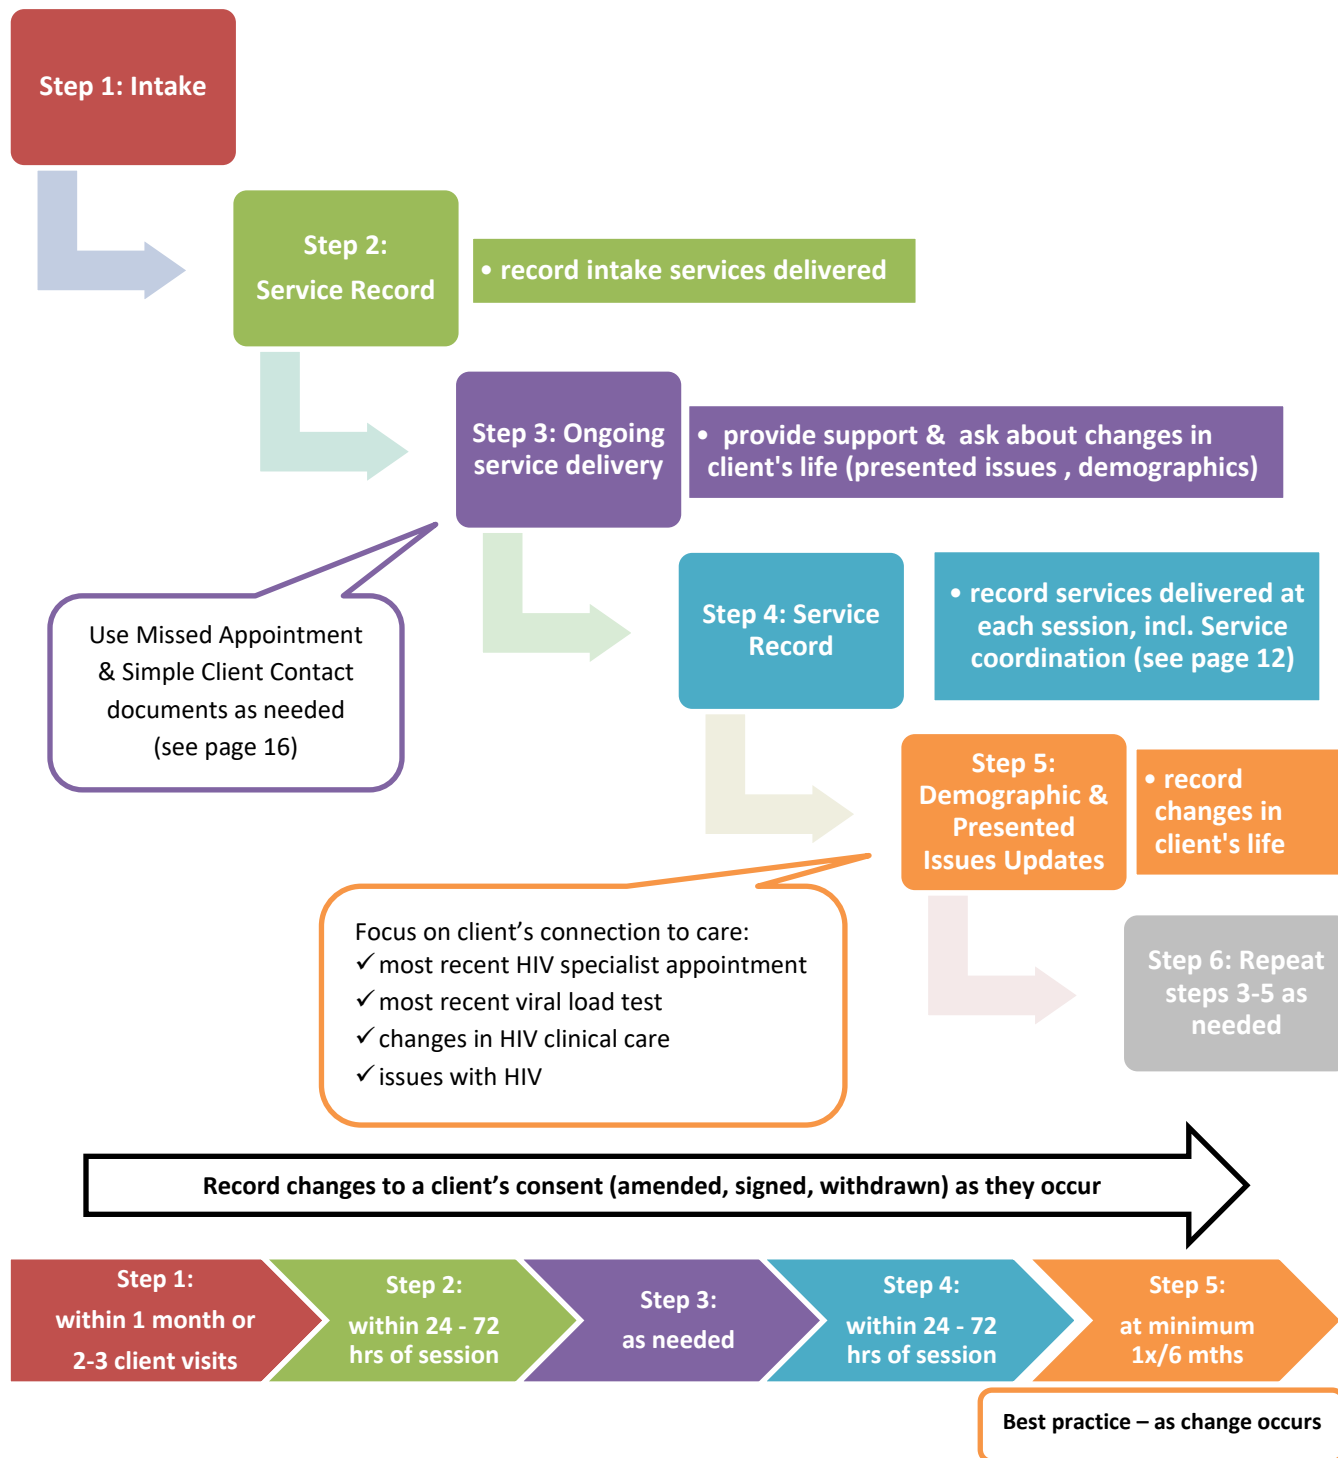 Step 1: Intake
Step 2:
Service Record
• record intake services delivered
Step 3: Ongoing
service delivery
• provide support & ask about changes in
client's life (presented issues , demographics)
Use Missed Appointment
& Simple Client Contact
documents as needed
(see page 16)
Step 4: Service
Record
• record services delivered at
each session, incl. Service
coordination (see page 12)
Step 5:
Demographic &
Presented
Issues Updates
• record
changes in
client's life
Focus on client’s connection to care:
✓ most recent HIV specialist appointment
✓ most recent viral load test
✓ changes in HIV clinical care
✓ issues with HIV
Step 6: Repeat
steps 3-5 as
needed
Record changes to a client’s consent (amended, signed, withdrawn) as they occur
Step 1:
within 1 month or
2-3 client visits
Step 2:
within 24 - 72
hrs of session
Step 3:
as needed
Step 4:
within 24 - 72
hrs of session
Step 5:
at minimum
1x/6 mths
Best practice – as change occurs